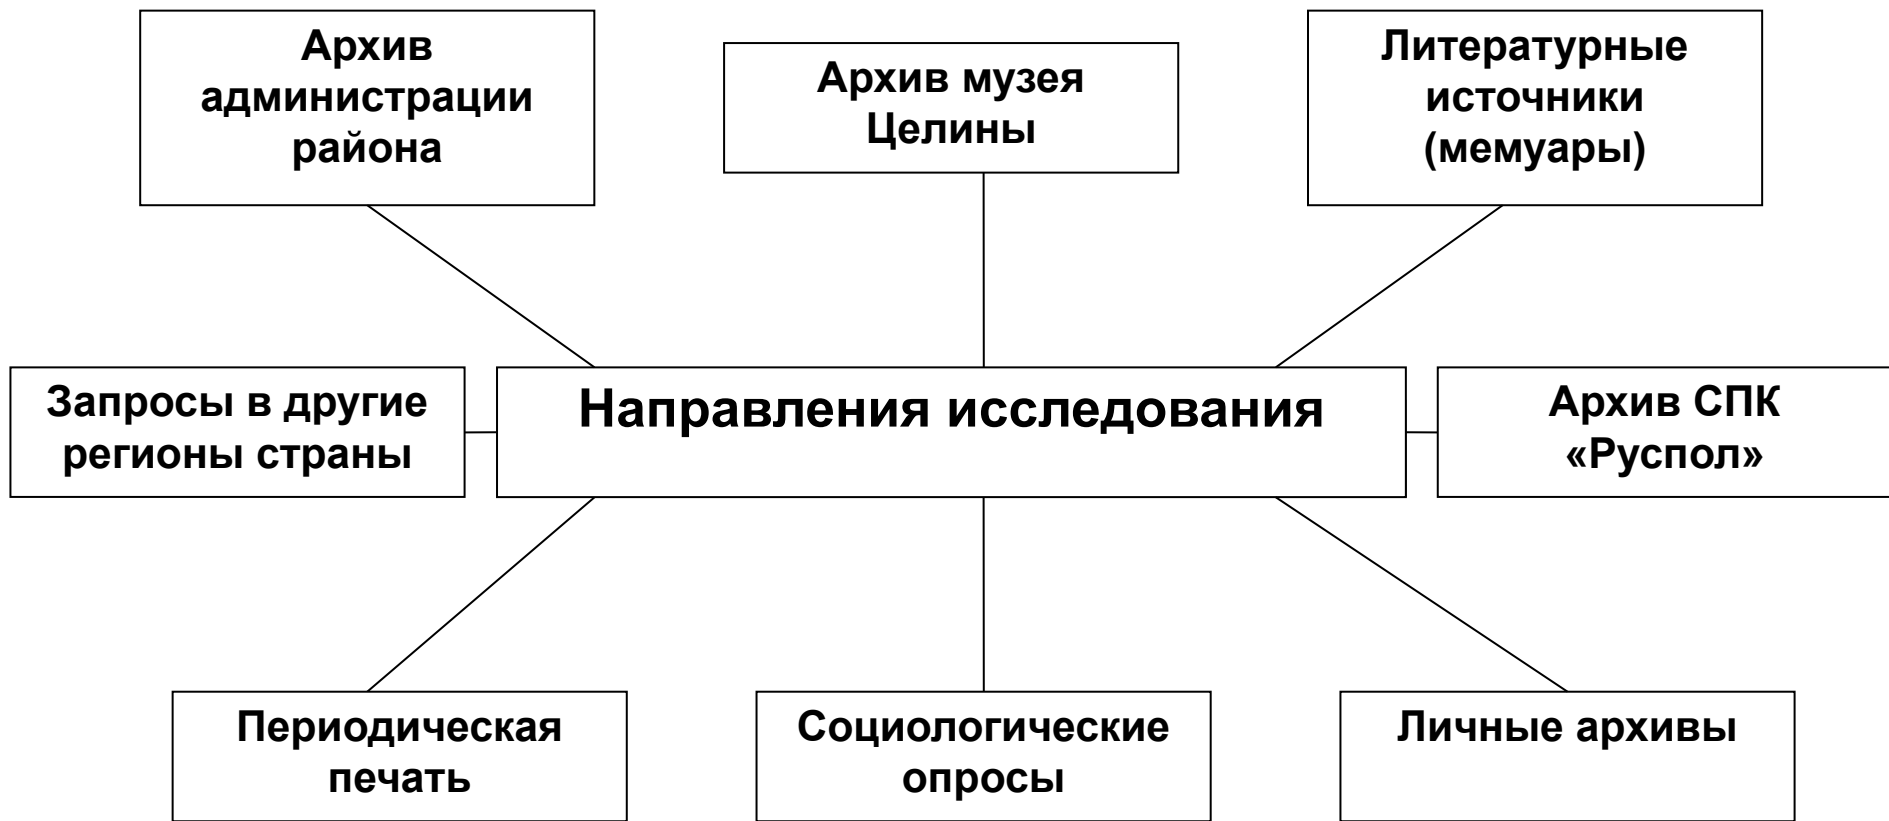 Архив
администрации
района
Архив музея
Целины
Литературные
источники
(мемуары)
Запросы в другие
регионы страны
Направления исследования
Архив СПК
«Руспол»
Периодическая
печать
Социологические
опросы
Личные архивы